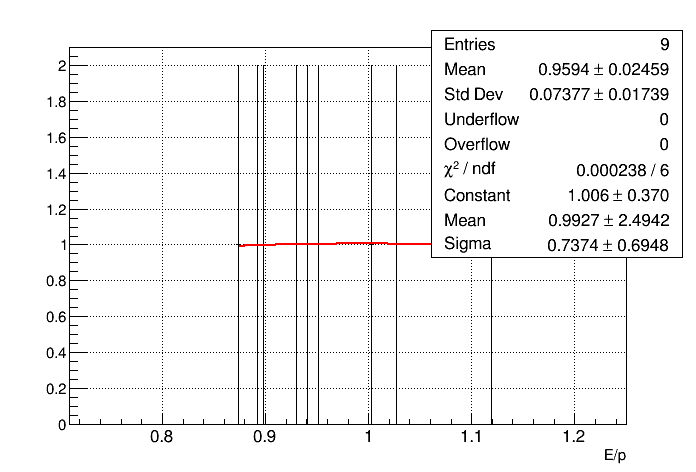 Entries 9
Mean 0.9594 ± 0.02459
Std Dev 0.07377 ± 0.01739
Underflow 0
Overflow 0
χ² / ndf 0.000238 / 6
Constant 1.006 ± 0.370
Mean 0.9927 ± 2.4942
Sigma 0.7374 ± 0.6948
2
1.8
1.6
1.4
1.2
1
0.8
0.6
0.4
0.2
0
0.8 0.9 1 1.1 1.2
E/p